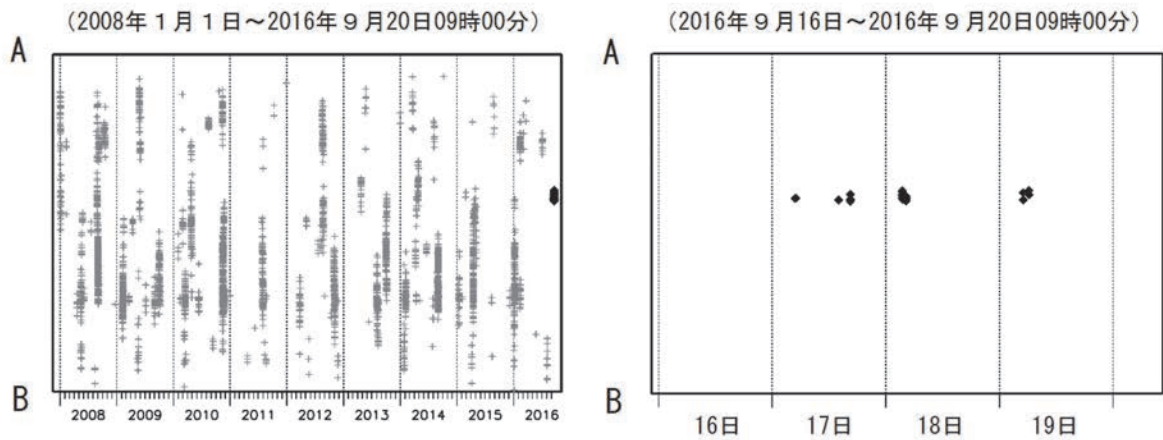 (2008年１月１日～2016年９月20日09時00分)
A
B
2008 2009 2010 2011 2012 2013 2014 2015 2016
(2016年９月16日～2016年９月20日09時00分)
A
B
16日 17日 18日 19日